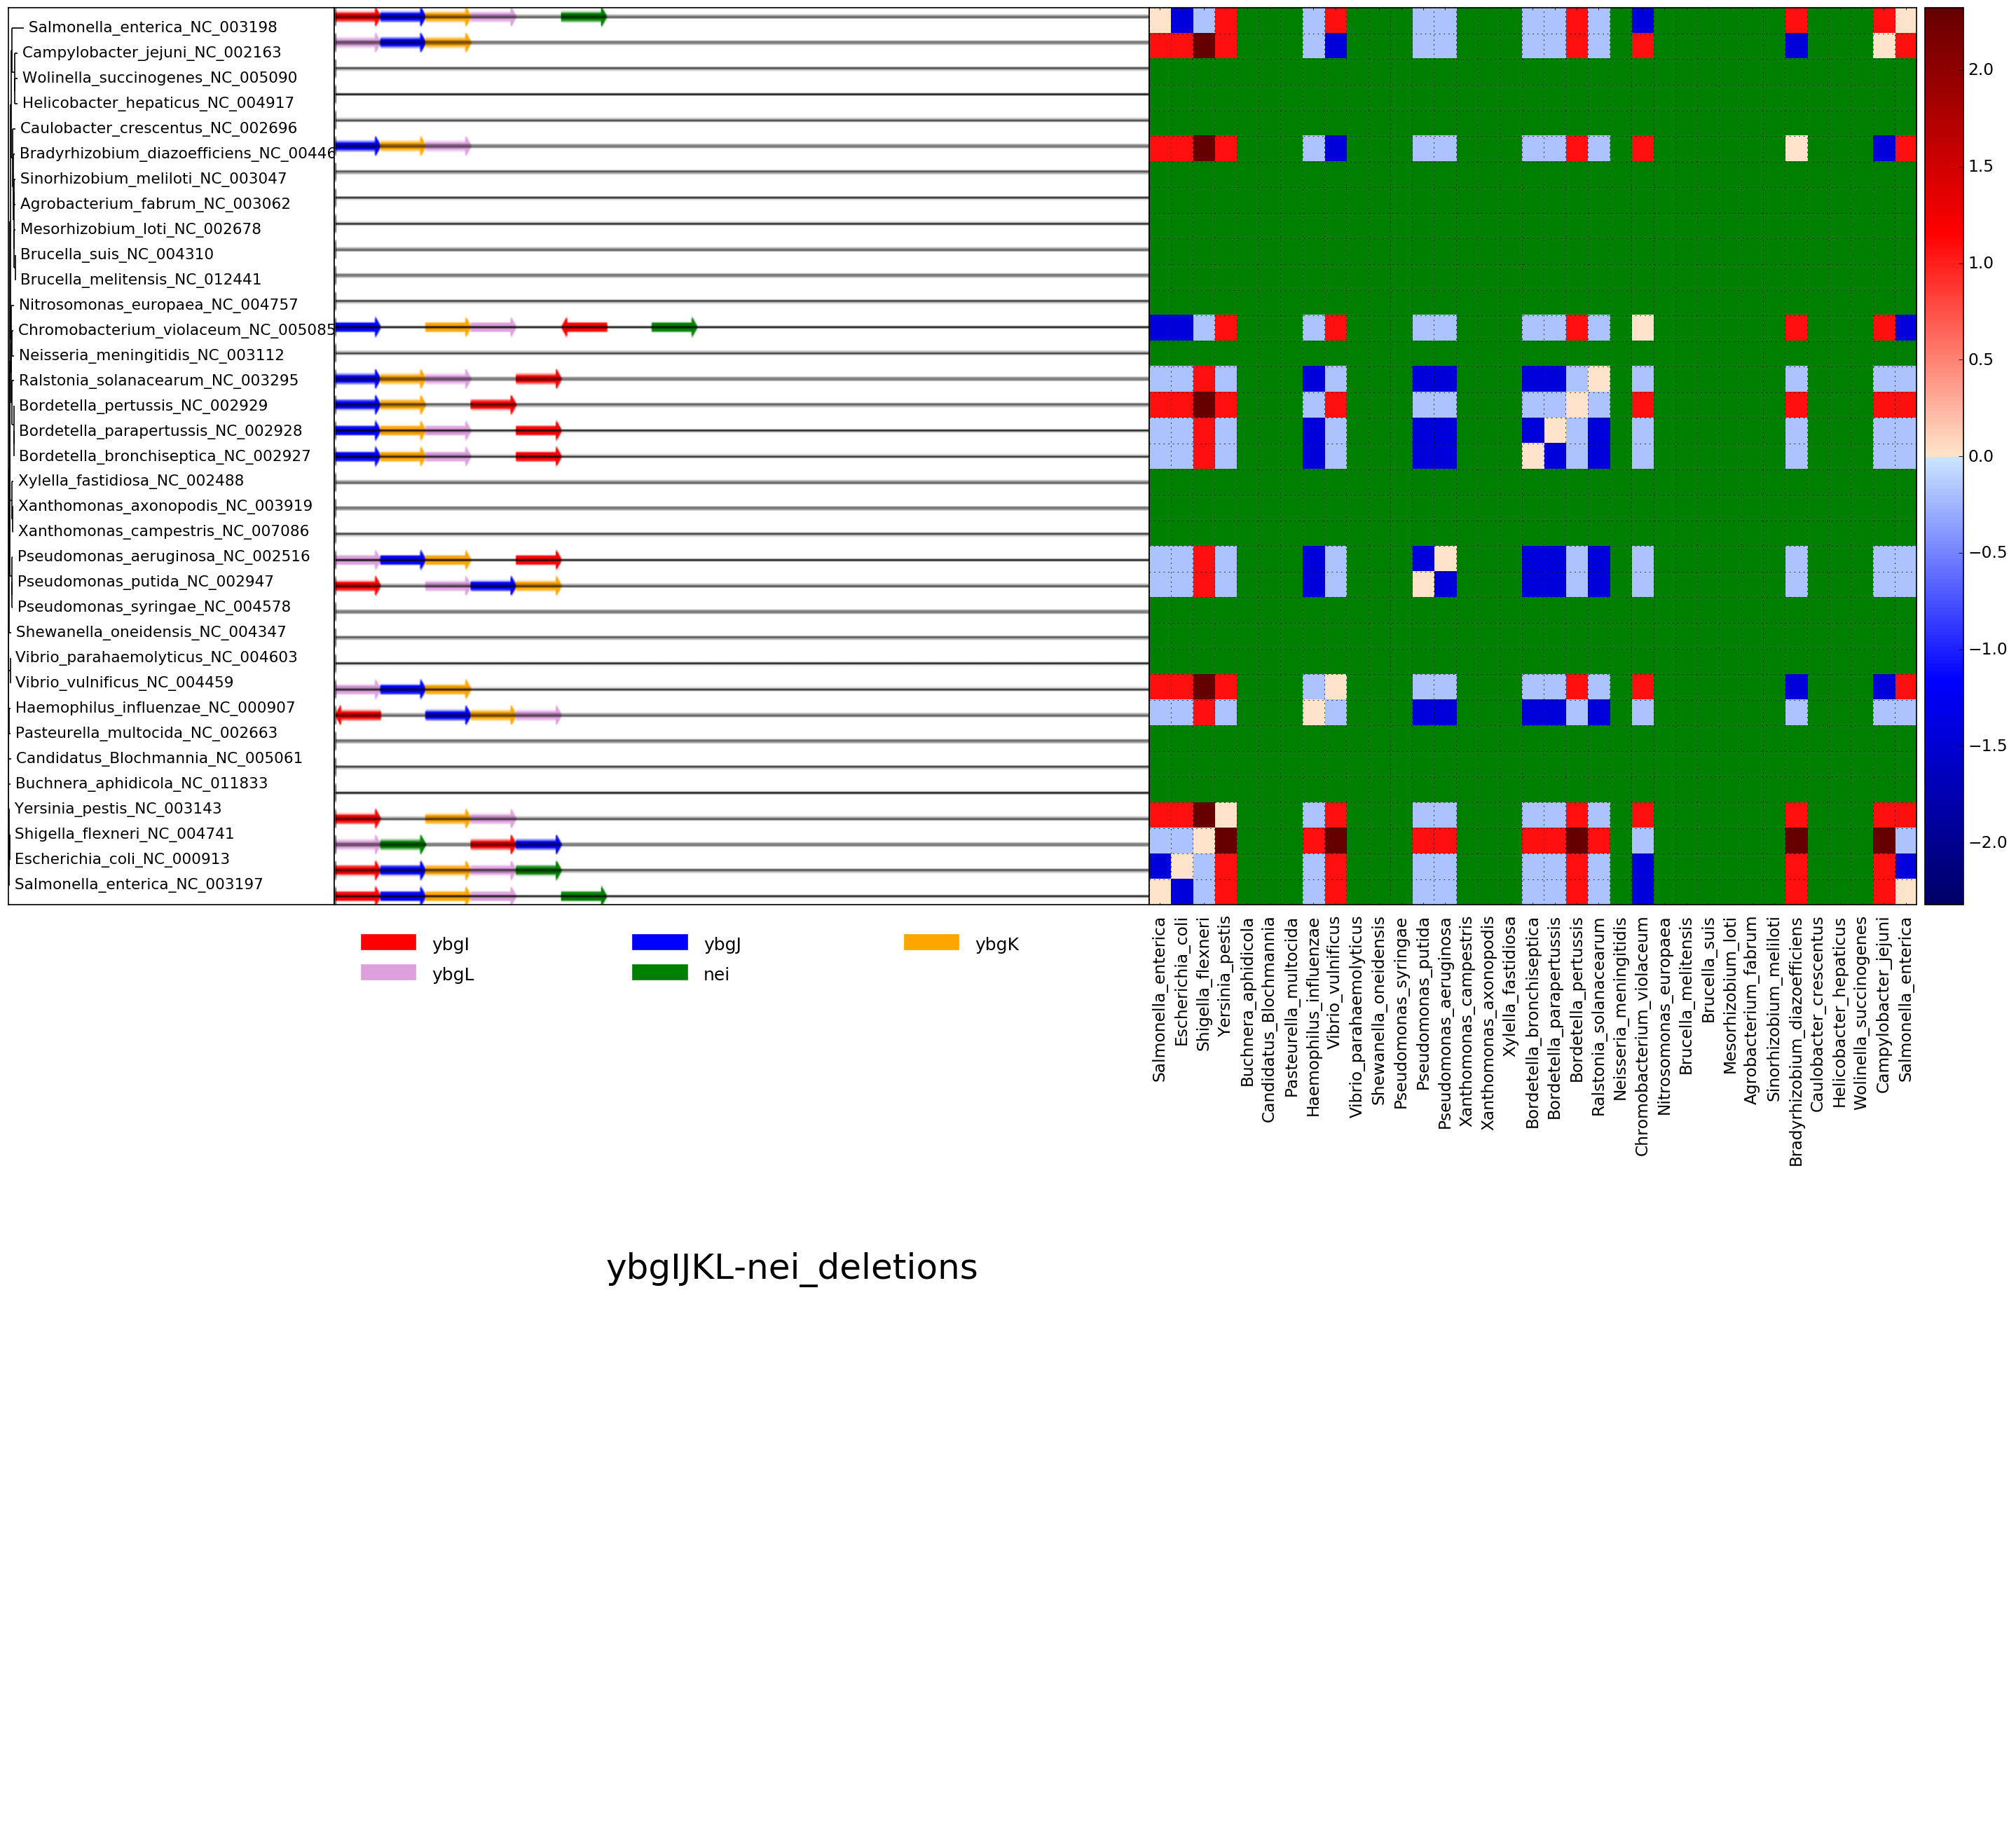 Salmonella_enterica_NC_003198
Campylobacter_jejuni_NC_002163
Wolinella_succinogenes_NC_005090
Helicobacter_hepaticus_NC_004917
Caulobacter_crescentus_NC_002696
Bradyrhizobium_diazoefficiens_NC_00446
Sinorhizobium_meliloti_NC_003047
Agrobacterium_fabrum_NC_003062
Mesorhizobium_loti_NC_002678
Brucella_suis_NC_004310
Brucella_melitensis_NC_012441
Nitrosomonas_europaea_NC_004757
Chromobacterium_violaceum_NC_005085
Neisseria_meningitidis_NC_003112
Ralstonia_solanacearum_NC_003295
Bordetella_pertussis_NC_002929
Bordetella_parapertussis_NC_002928
Bordetella_bronchiseptica_NC_002927
Xylella_fastidiosa_NC_002488
Xanthomonas_axonopodis_NC_003919
Xanthomonas_campestris_NC_007086
Pseudomonas_aeruginosa_NC_002516
Pseudomonas_putida_NC_002947
Pseudomonas_syringae_NC_004578
Shewanella_oneidensis_NC_004347
Vibrio_parahaemolyticus_NC_004603
Vibrio_vulnificus_NC_004459
Haemophilus_influenzae_NC_000907
Pasteurella_multocida_NC_002663
Candidatus_Blochmannia_NC_005061
Buchnera_aphidicola_NC_011833
Yersinia_pestis_NC_003143
Shigella_flexneri_NC_004741
Escherichia_coli_NC_000913
Salmonella_enterica_NC_003197
2.0
1.5
1.0
0.5
0.0
−0.5
−1.0
−1.5
−2.0
Salmonella_enterica
Escherichia_coli
Shigella_flexneri
Yersinia_pestis
Buchnera_aphidicola
Candidatus_Blochmannia
Pasteurella_multocida
Haemophilus_influenzae
Vibrio_vulnificus
Vibrio_parahaemolyticus
Shewanella_oneidensis
Pseudomonas_syringae
Pseudomonas_putida
Pseudomonas_aeruginosa
Xanthomonas_campestris
Xanthomonas_axonopodis
Xylella_fastidiosa
Bordetella_bronchiseptica
Bordetella_parapertussis
Bordetella_pertussis
Ralstonia_solanacearum
Neisseria_meningitidis
Chromobacterium_violaceum
Nitrosomonas_europaea
Brucella_melitensis
Brucella_suis
Mesorhizobium_loti
Agrobacterium_fabrum
Sinorhizobium_meliloti
Bradyrhizobium_diazoefficiens
Caulobacter_crescentus
Helicobacter_hepaticus
Wolinella_succinogenes
Campylobacter_jejuni
Salmonella_enterica
ybgI ybgJ ybgK
ybgL nei
ybgIJKL-nei_deletions